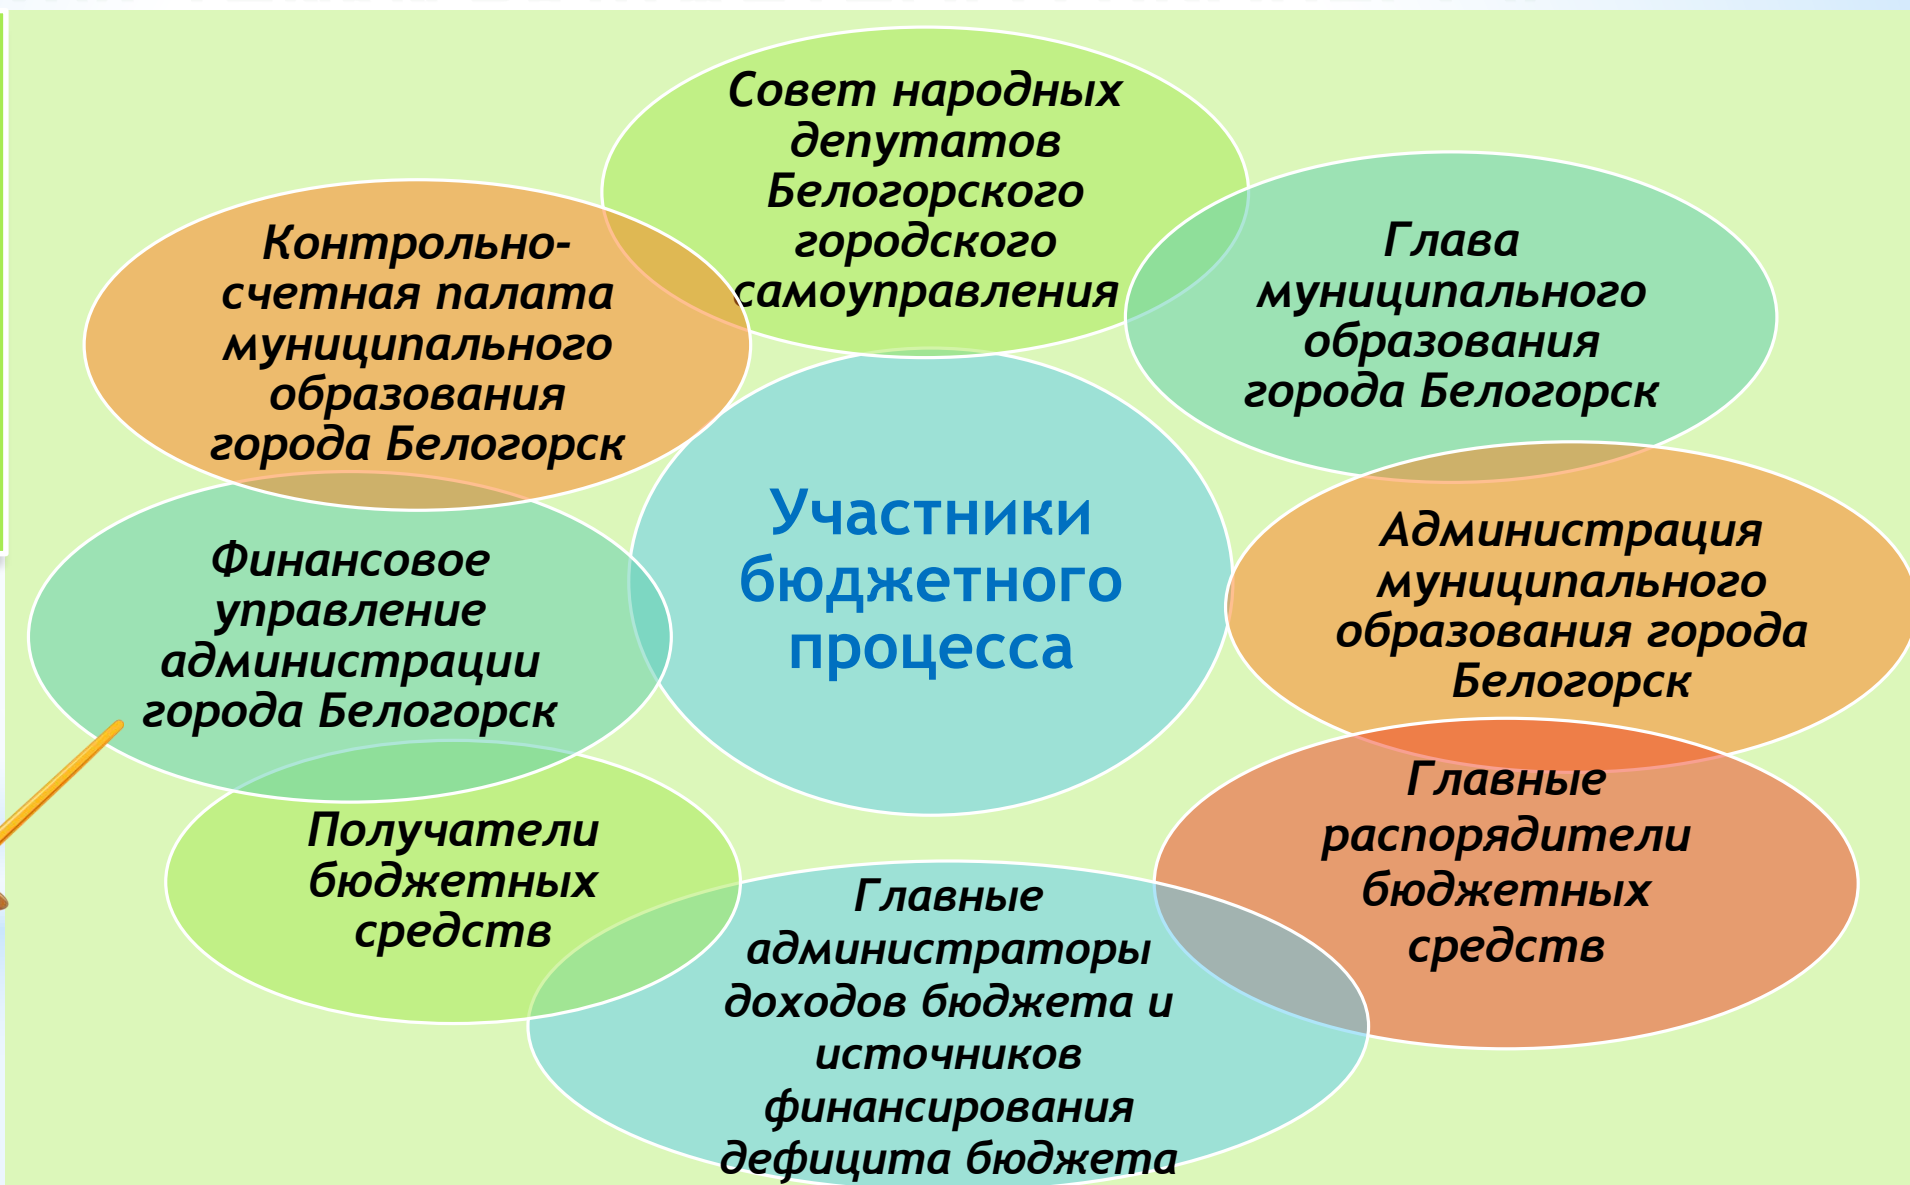 Совет народных
депутатов
Белогорского
городского
самоуправления
Глава
муниципального
образования
города Белогорск
Администрация
муниципального
образования города
Белогорск
Главные
распорядители
бюджетных
средств
Главные
администраторы
доходов бюджета и
источников
финансирования
дефицита бюджета
Получатели
бюджетных
средств
Финансовое
управление
администрации
города Белогорск
Контрольно-
счетная палата
муниципального
образования
города Белогорск
Участники
бюджетного
процесса